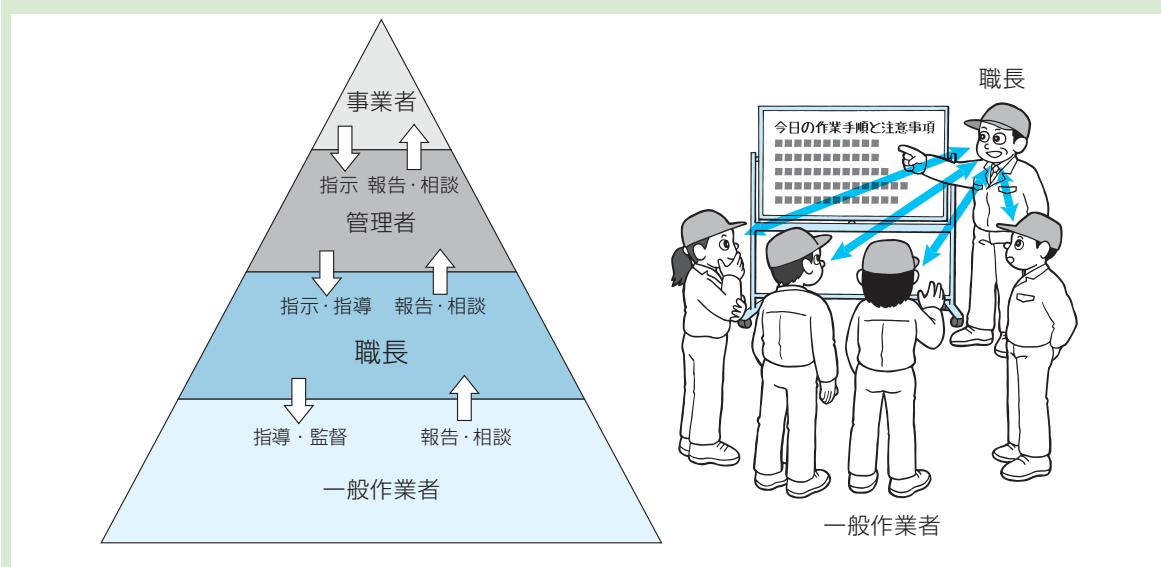 事業者
指示 報告・相談
管理者
指示・指導 報告・相談
職長
指導・監督 報告・相談
一般作業者
職長
今日の作業手順と注意事項
一般作業者